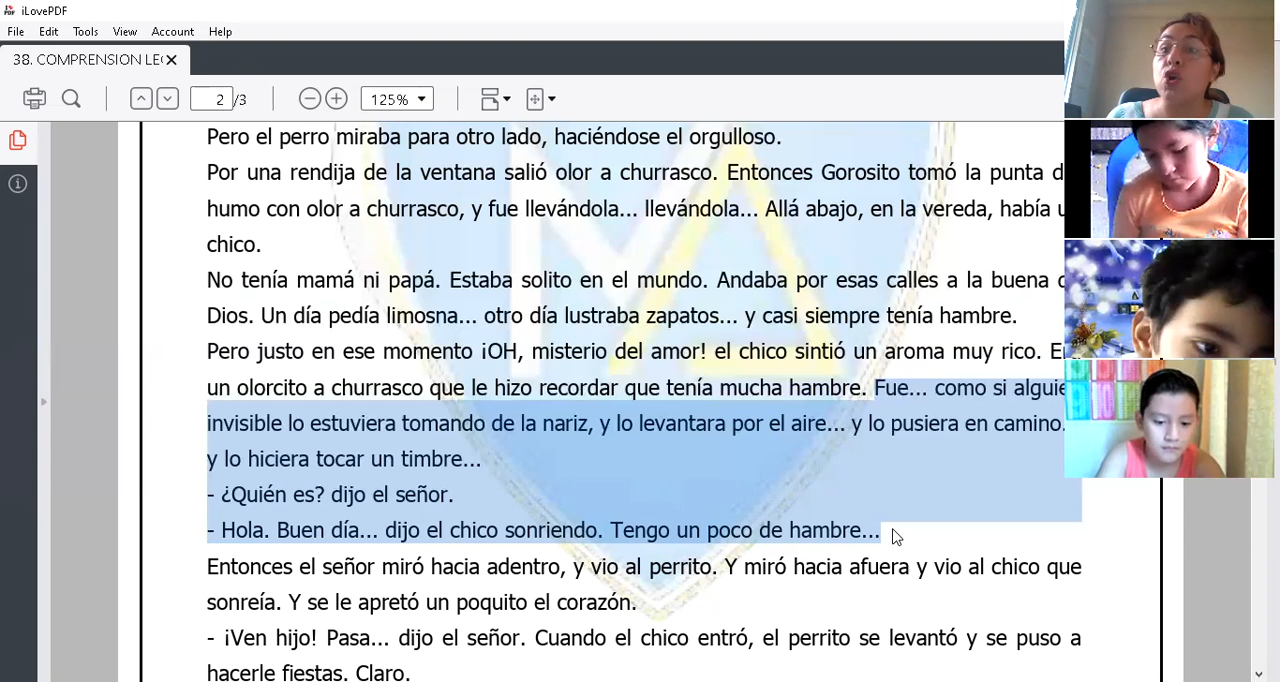 iLovePDF
File Edit Tools View Account Help
38. COMPRENSION LE
2 /3 125%
Pero el perro miraba para otro lado, haciéndose el orgulloso.
Por una rendija de la ventana salió olor a churrasco. Entonces Gorosito tomó la punta d
humo con olor a churrasco, y fue llevándola... llevándola... Allá abajo, en la vereda, había u
chico.
No tenía mamá ni papá. Estaba solito en el mundo. Andaba por esas calles a la buena d
Dios. Un día pedía limosna... otro día lustraba zapatos... y casi siempre tenía hambre.
Pero justo en ese momento ¡OH, misterio del amor! el chico sintió un aroma muy rico. Er
un olorcito a churrasco que le hizo recordar que tenía mucha hambre. Fue... como si alguie
invisible lo estuviera tomando de la nariz, y lo levantara por el aire... y lo pusiera en camino.
y lo hiciera tocar un timbre...
- ¿Quién es? dijo el señor.
- Hola. Buen día... dijo el chico sonriendo. Tengo un poco de hambre...
Entonces el señor miró hacia adentro, y vio al perrito. Y miró hacia afuera y vio al chico que
sonreía. Y se le apretó un poquito el corazón.
- ¡Ven hijo! Pasa... dijo el señor. Cuando el chico entró, el perrito se levantó y se puso a
hacerle fiestas. Claro.